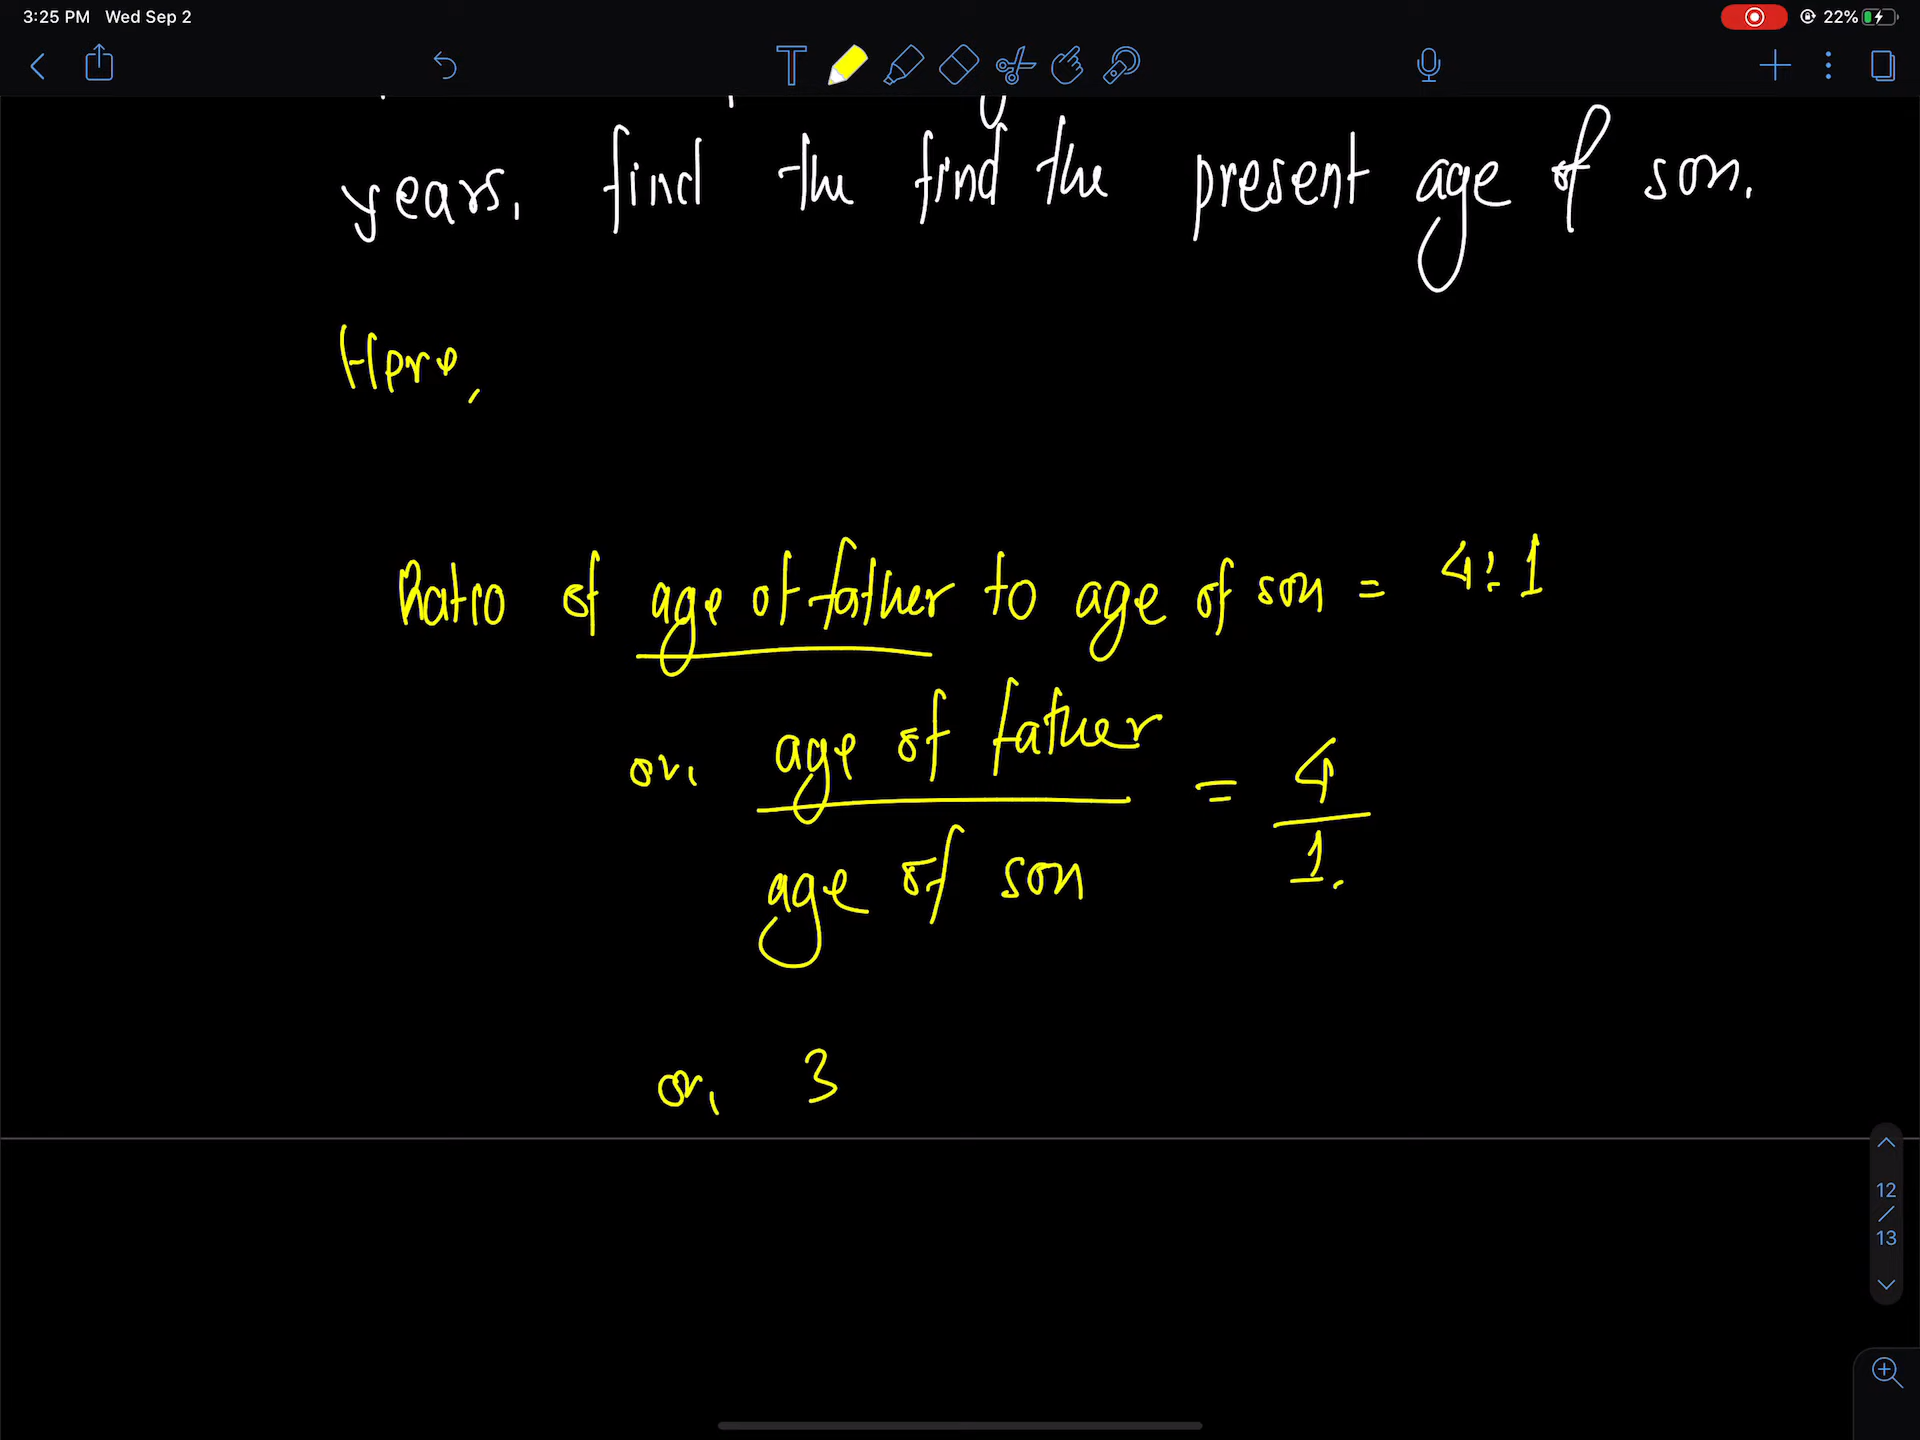 3:25 PM Wed Sep 2
22%
years, find the find the present age of son.
Here,
Ratio of age of father to age of son = 4:1
or, age of father / age of son = 4 / 1.
or, 3
12
/
13